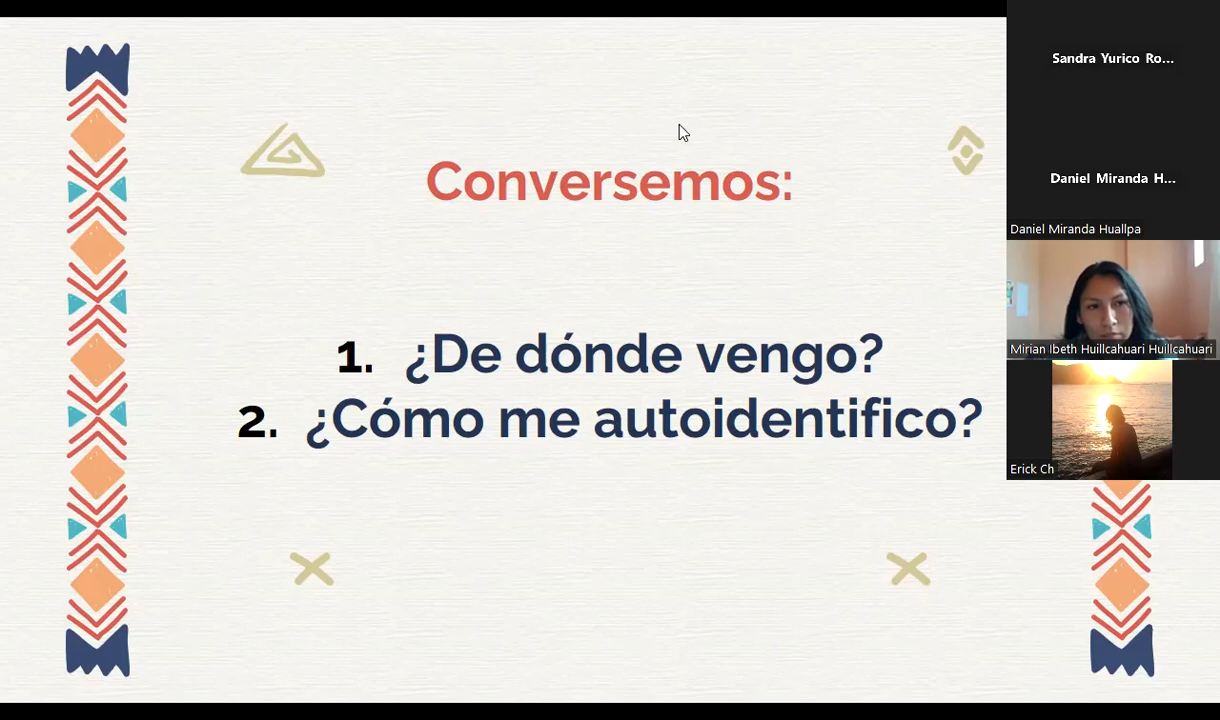 Conversemos:
1. ¿De dónde vengo?
2. ¿Cómo me autoidentifico?
Sandra Yurico Ro...
Daniel Miranda H...
Daniel Miranda Huallpa
Mirian Ibeth Huillcahuari Huillcahuari
Erick Ch